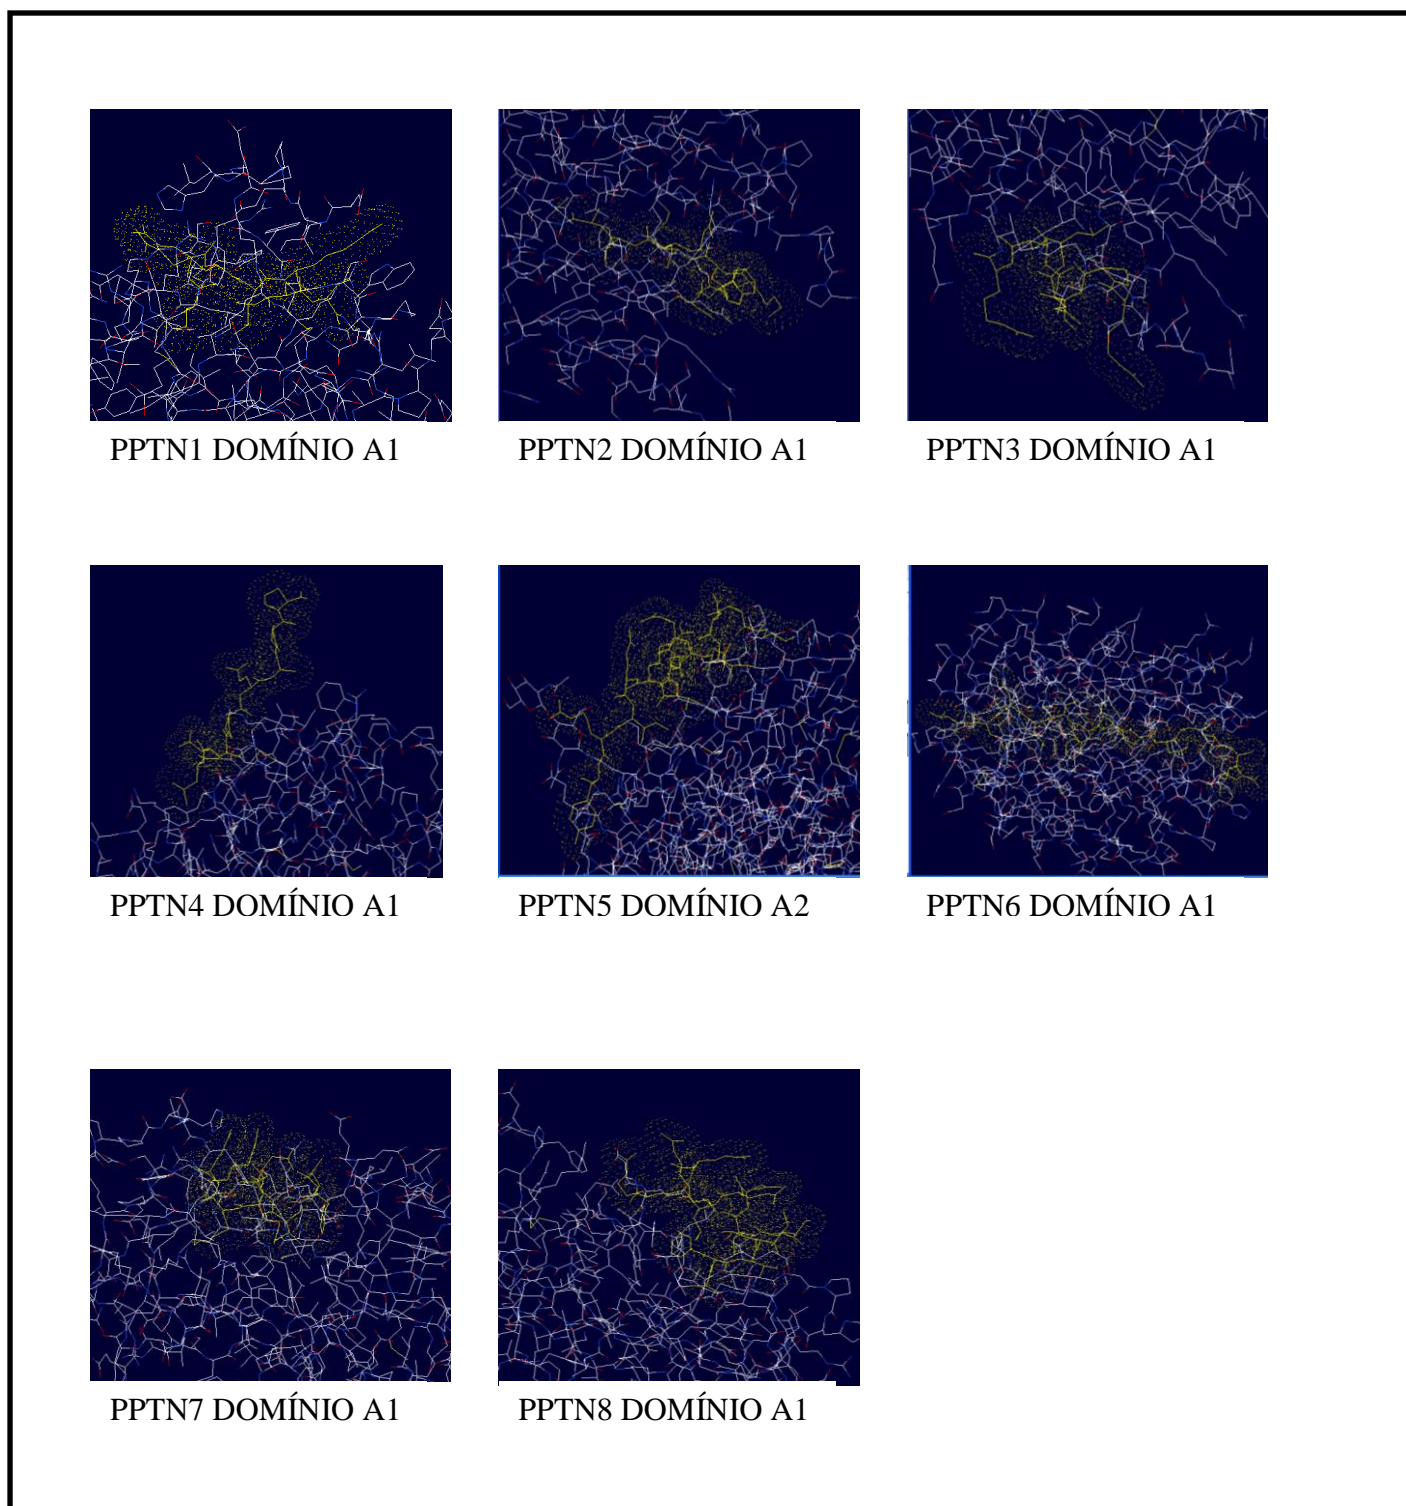 PPTN1 DOMÍNIO A1
PPTN2 DOMÍNIO A1
PPTN3 DOMÍNIO A1
PPTN4 DOMÍNIO A1
PPTN5 DOMÍNIO A2
PPTN6 DOMÍNIO A1
PPTN7 DOMÍNIO A1
PPTN8 DOMÍNIO A1